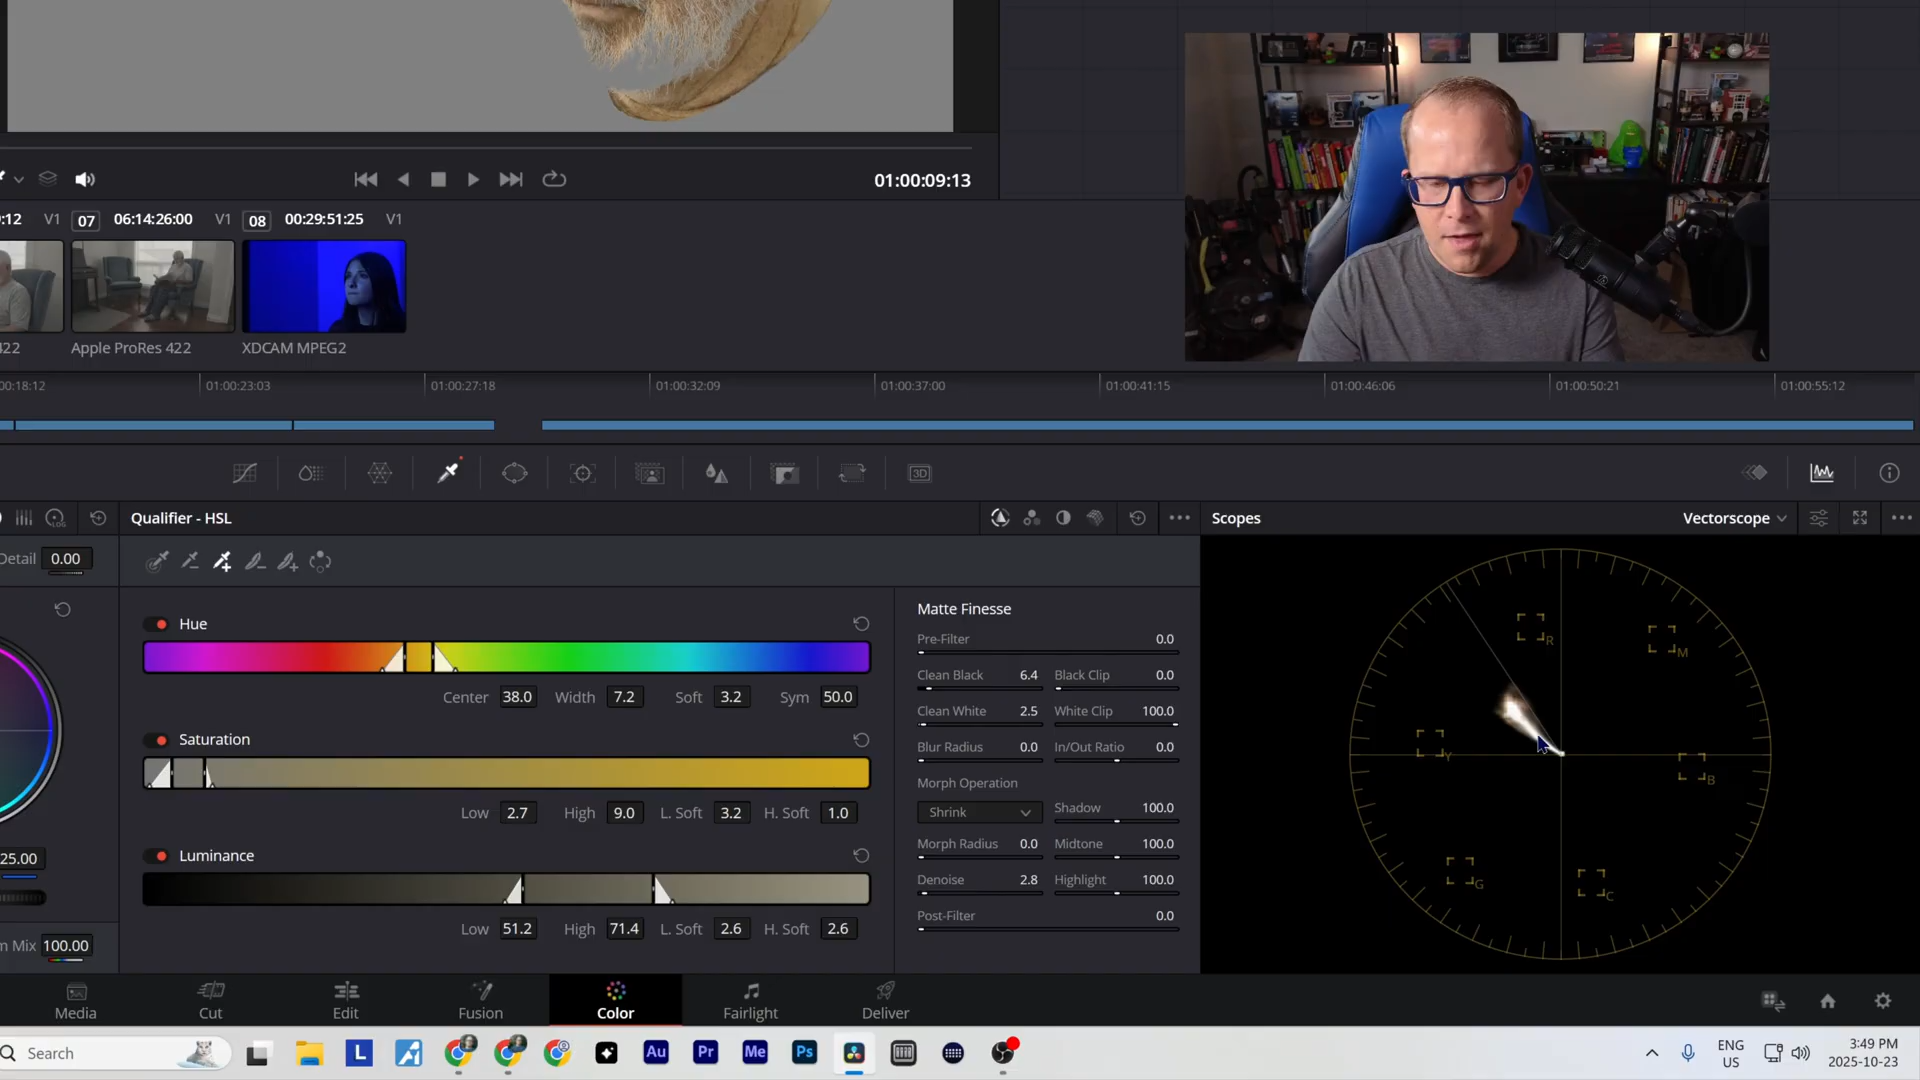 01:00:09:13
:12 V1 07 06:14:26:00 V1 08 00:29:51:25 V1
422 Apple ProRes 422 XDCAM MPEG2
00:18:12 01:00:23:03 01:00:27:18 01:00:32:09 01:00:37:00 01:00:41:15 01:00:46:06 01:00:50:21 01:00:55:12
3D
LOG
Qualifier - HSL
Scopes
Vectorscope
Detail 0.00
Hue
Center 38.0 Width 7.2 Soft 3.2 Sym 50.0
Saturation
Low 2.7 High 9.0 L. Soft 3.2 H. Soft 1.0
25.00
Luminance
Low 51.2 High 71.4 L. Soft 2.6 H. Soft 2.6
m Mix 100.00
Matte Finesse
Pre-Filter 0.0
Clean Black 6.4 Black Clip 0.0
Clean White 2.5 White Clip 100.0
Blur Radius 0.0 In/Out Ratio 0.0
Morph Operation
Shrink Shadow 100.0
Morph Radius 0.0 Midtone 100.0
Denoise 2.8 Highlight 100.0
Post-Filter 0.0
R
M
Y
B
G
C
Media Cut Edit Fusion Color Fairlight Deliver
Search
L Au Pr Me Ps
ENG
US
3:49 PM
2025-10-23